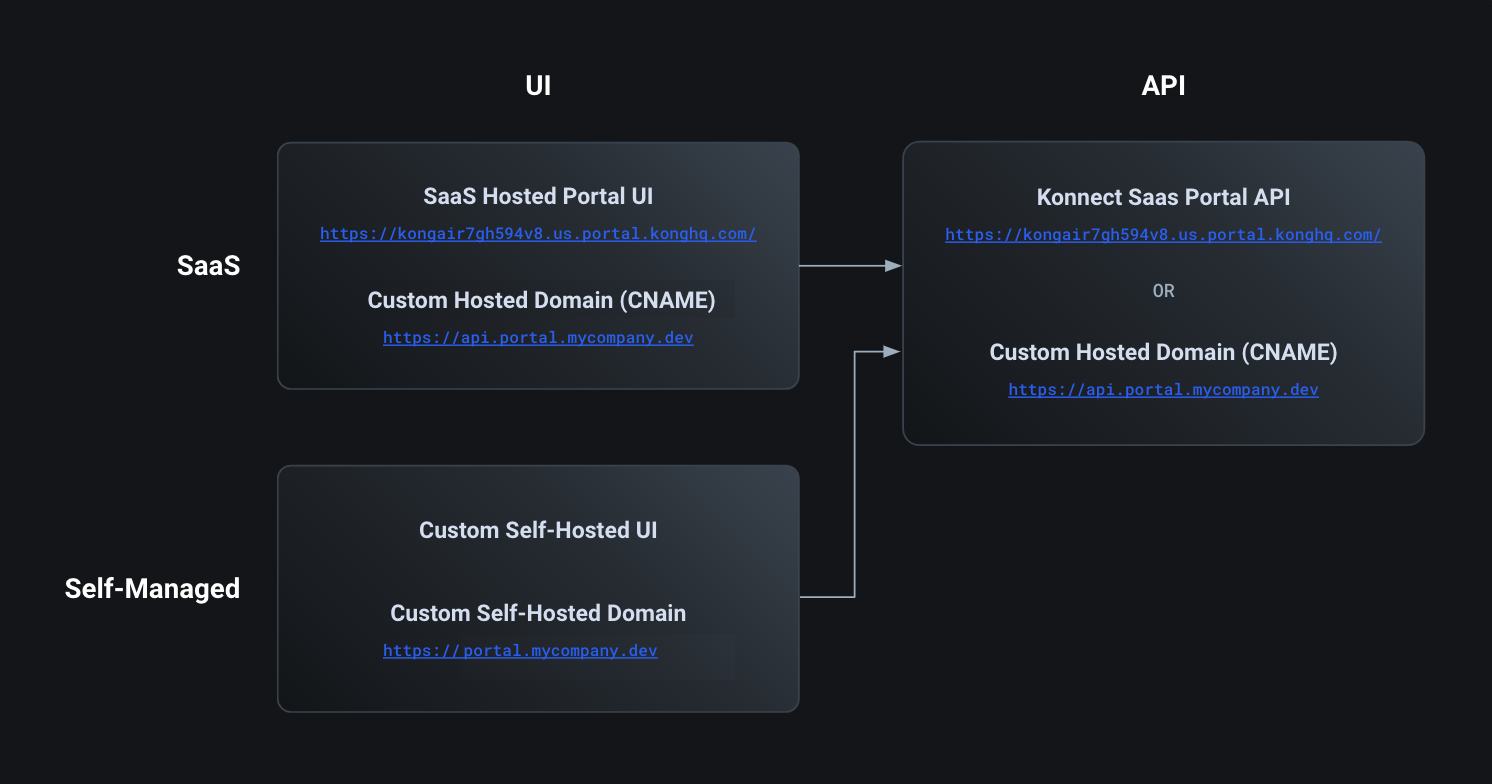 UI
API
SaaS
SaaS Hosted Portal UI
https://kongair7gh594v8.us.portal.konghq.com/
Custom Hosted Domain (CNAME)
https://api.portal.mycompany.dev
Konnect Saas Portal API
https://kongair7gh594v8.us.portal.konghq.com/
OR
Custom Hosted Domain (CNAME)
https://api.portal.mycompany.dev
Self-Managed
Custom Self-Hosted UI
Custom Self-Hosted Domain
https://portal.mycompany.dev